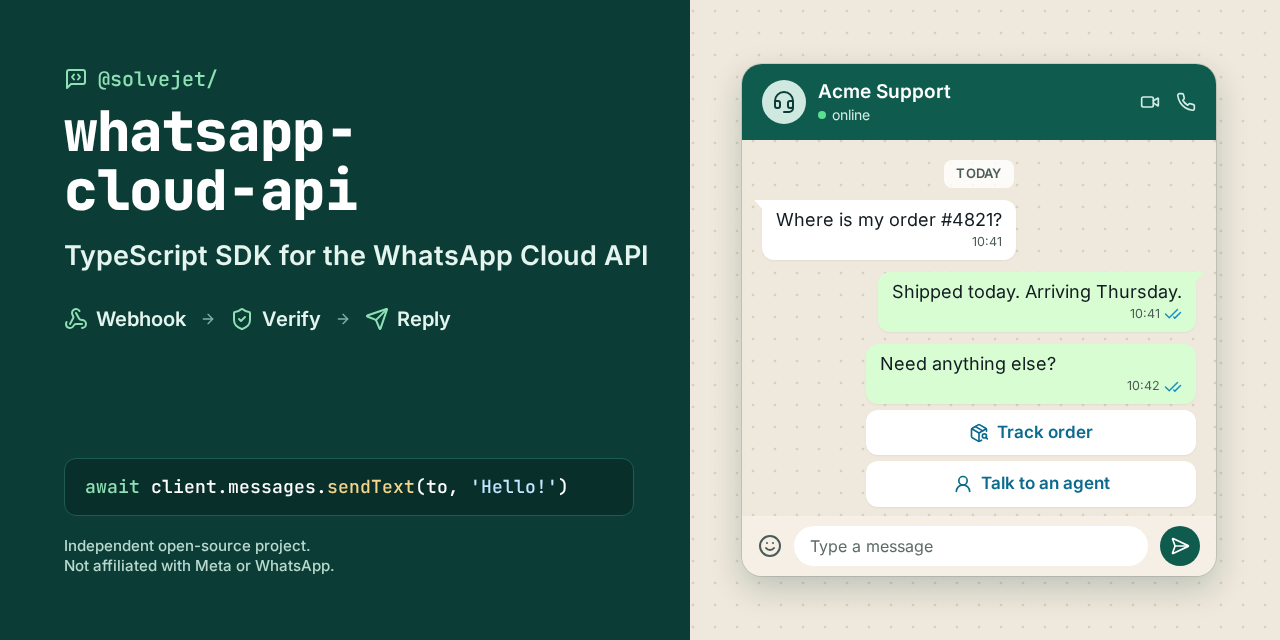 @solvejet/
whatsapp-
cloud-api
TypeScript SDK for the WhatsApp Cloud API
Webhook → Verify → Reply
await client.messages.sendText(to, 'Hello!')
Independent open-source project.
Not affiliated with Meta or WhatsApp.
Acme Support
online
TODAY
Where is my order #4821?
10:41
Shipped today. Arriving Thursday.
10:41
Need anything else?
10:42
Track order
Talk to an agent
Type a message